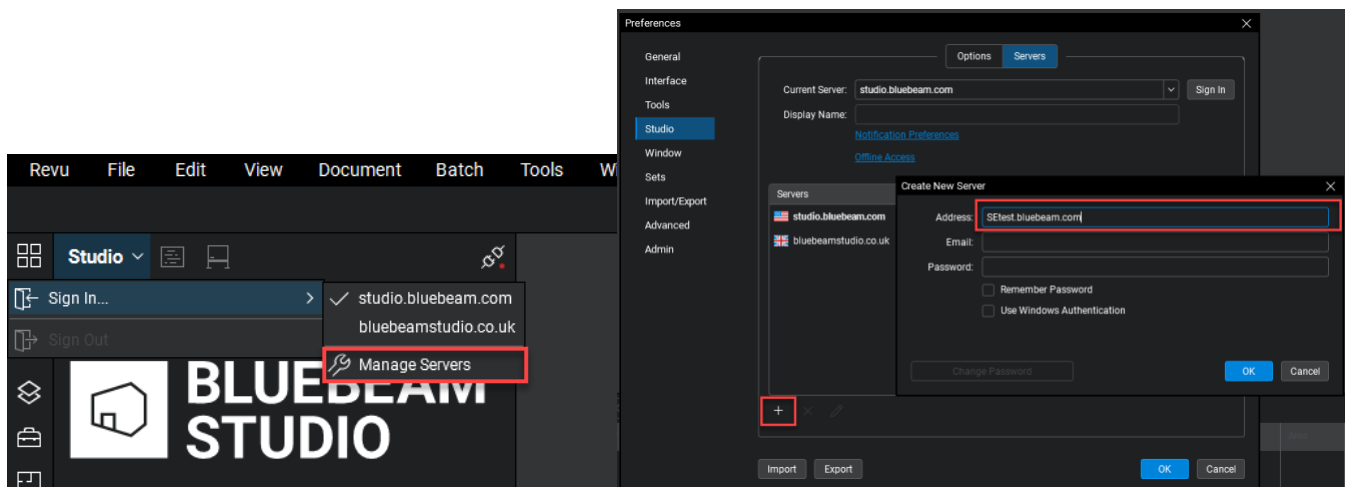 Revu File Edit View Document Batch Tools
Studio
Sign In...
Sign Out
studio.bluebeam.com
bluebeamstudio.co.uk
Manage Servers
BLUEBEAM
STUDIO
Preferences
General
Interface
Tools
Studio
Window
Sets
Import/Export
Advanced
Admin
Options Servers
Current Server: studio.bluebeam.com Sign In
Display Name:
Notification Preferences
Offline Access
Servers
studio.bluebeam.com
bluebeamstudio.co.uk
Create New Server
Address: SEtest.bluebeam.com
Email:
Password:
Remember Password
Use Windows Authentication
Change Password OK Cancel
Import Export OK Cancel